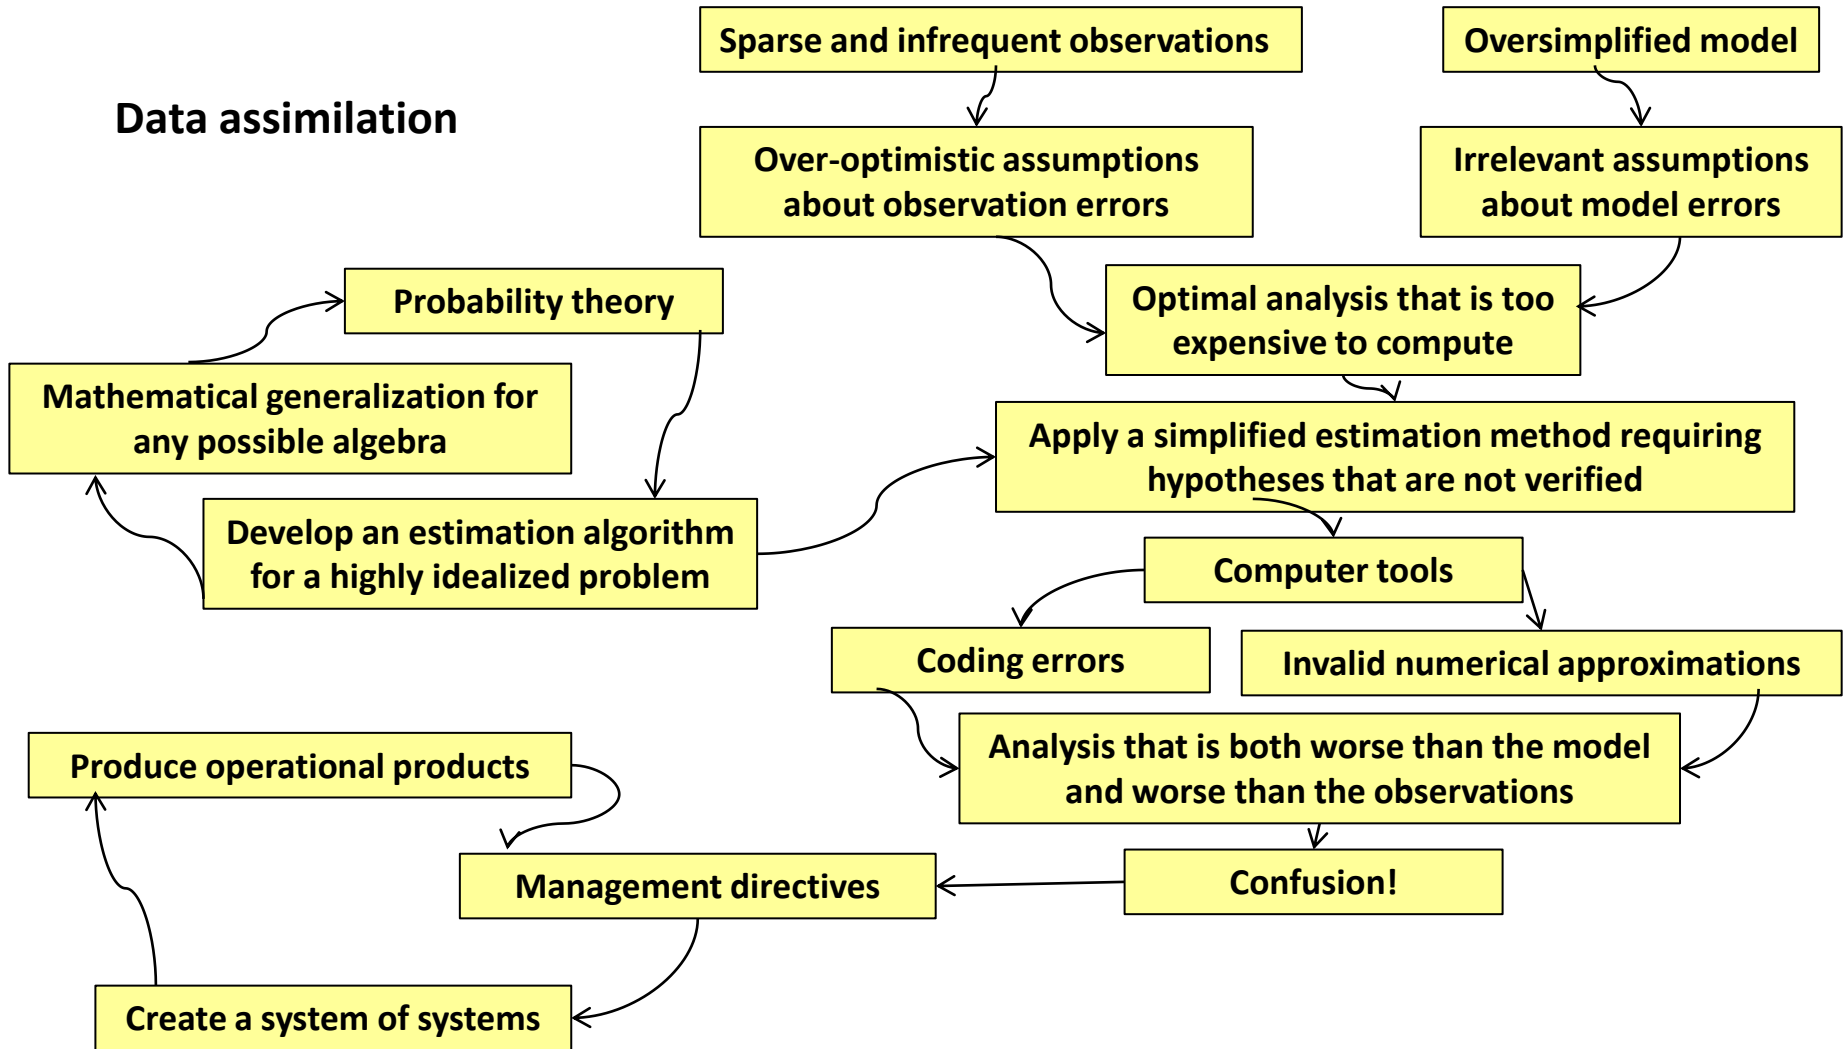 Sparse and infrequent observations
Oversimplified model
Data assimilation
Over-optimistic assumptions
about observation errors
Irrelevant assumptions
about model errors
Probability theory
Optimal analysis that is too
expensive to compute
Mathematical generalization for
any possible algebra
Apply a simplified estimation method requiring
hypotheses that are not verified
Develop an estimation algorithm
for a highly idealized problem
Computer tools
Coding errors
Invalid numerical approximations
Produce operational products
Analysis that is both worse than the model
and worse than the observations
Management directives
Confusion!
Create a system of systems